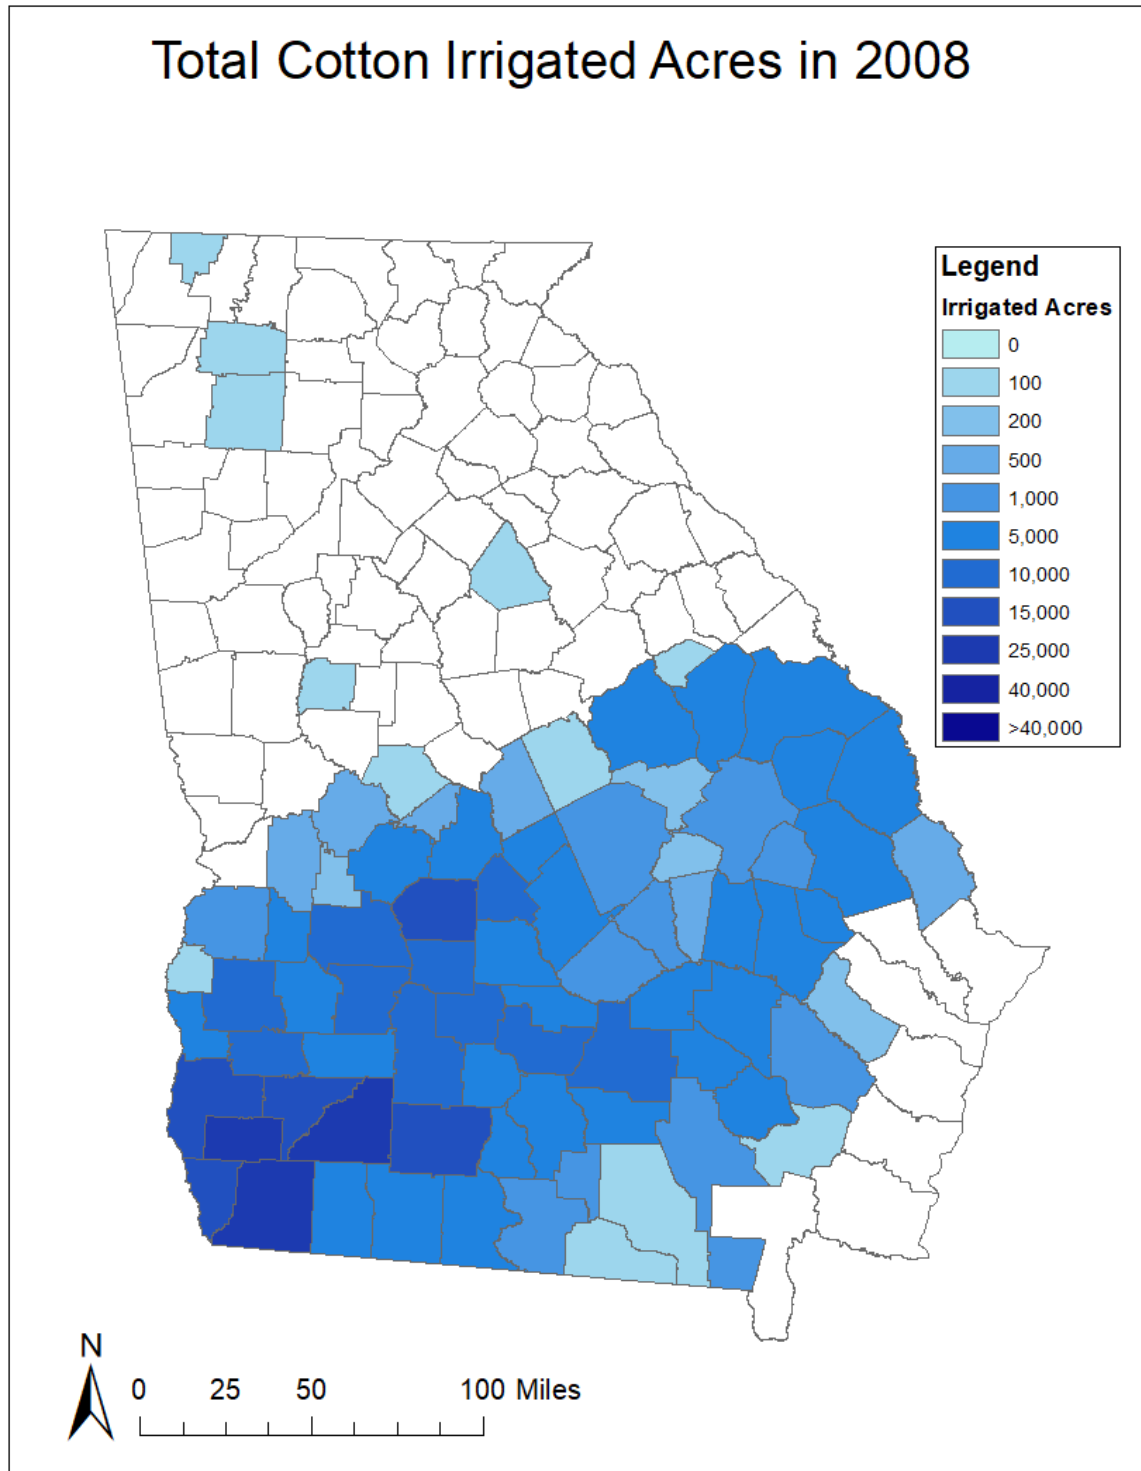 Total Cotton Irrigated Acres in 2008
Legend
Irrigated Acres
0
100
200
500
1,000
5,000
10,000
15,000
25,000
40,000
>40,000
N
0 25 50 100 Miles